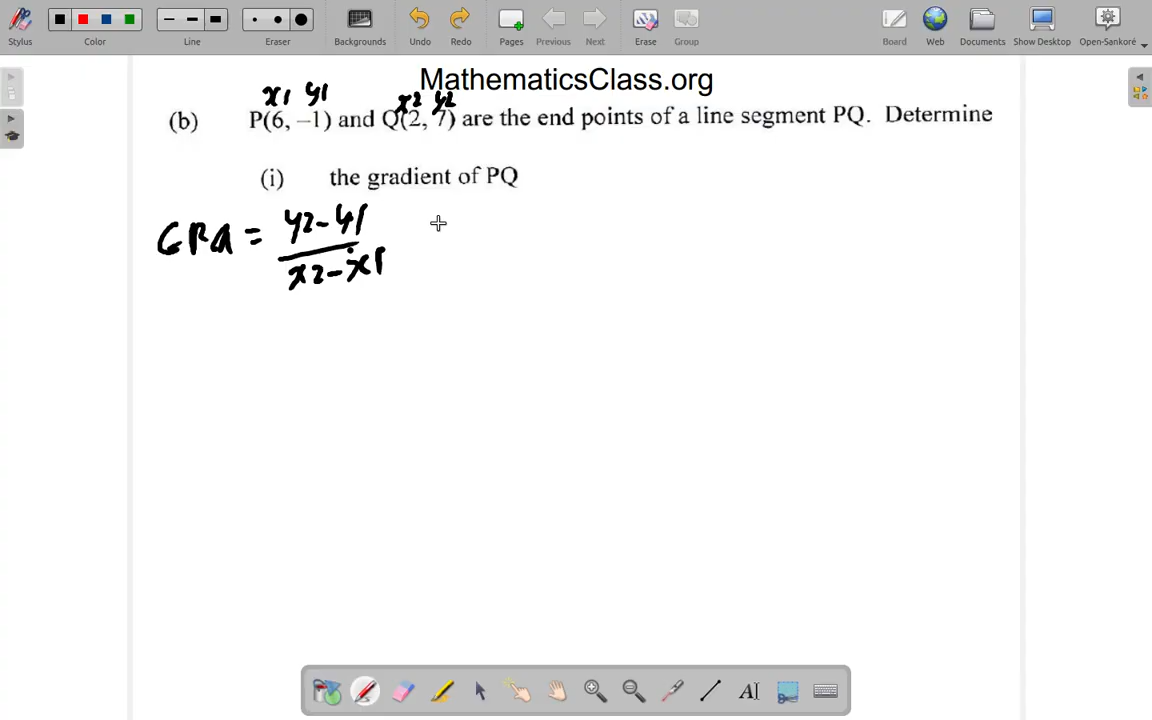 Stylus Color Line Eraser Backgrounds Undo Redo Pages Previous Next Erase Group Board Web Documents Show Desktop Open-Sankoré
MathematicsClass.org
x1 y1 x2 y2
(b) P(6, –1) and Q(2, 7) are the end points of a line segment PQ. Determine
(i) the gradient of PQ
GRA = y2-y1
x2-x1
AI